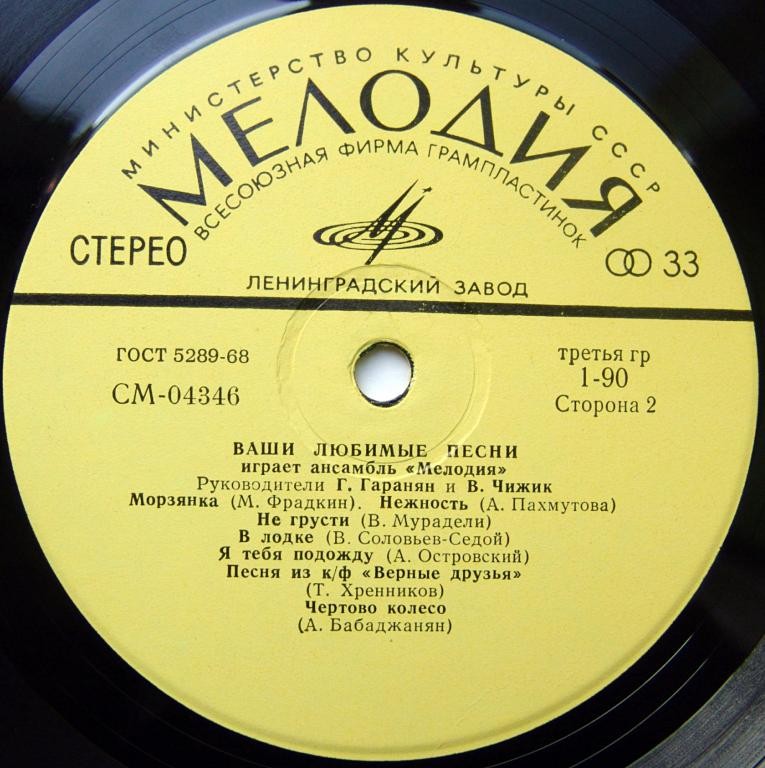 МИНИСТЕРСТВО КУЛЬТУРЫ СССР
МЕЛОДИЯ
ВСЕСОЮЗНАЯ ФИРМА ГРАМПЛАСТИНОК
СТЕРЕО
33
ЛЕНИНГРАДСКИЙ ЗАВОД
ГОСТ 5289-68
СМ-04346
третья гр
1-90
Сторона 2
ВАШИ ЛЮБИМЫЕ ПЕСНИ
играет ансамбль «Мелодия»
Руководители Г. Гаранян и В. Чижик
Морзянка (М. Фрадкин). Нежность (А. Пахмутова)
Не грусти (В. Мурадели)
В лодке (В. Соловьев-Седой)
Я тебя подожду (А. Островский)
Песня из к/ф «Верные друзья»
(Т. Хренников)
Чертово колесо
(А. Бабаджанян)